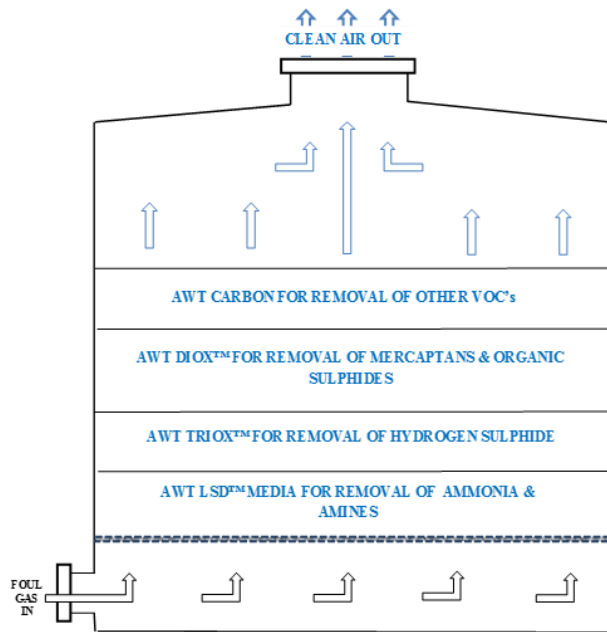 CLEAN AIR OUT
AWT CARBON FOR REMOVAL OF OTHER VOC's
AWT DIOX™ FOR REMOVAL OF MERCAPTANS & ORGANIC
SULPHIDES
AWT TRIOX™ FOR REMOVAL OF HYDROGEN SULPHIDE
AWT LSD™ MEDIA FOR REMOVAL OF AMMONIA &
AMINES
FOUL
GAS
IN